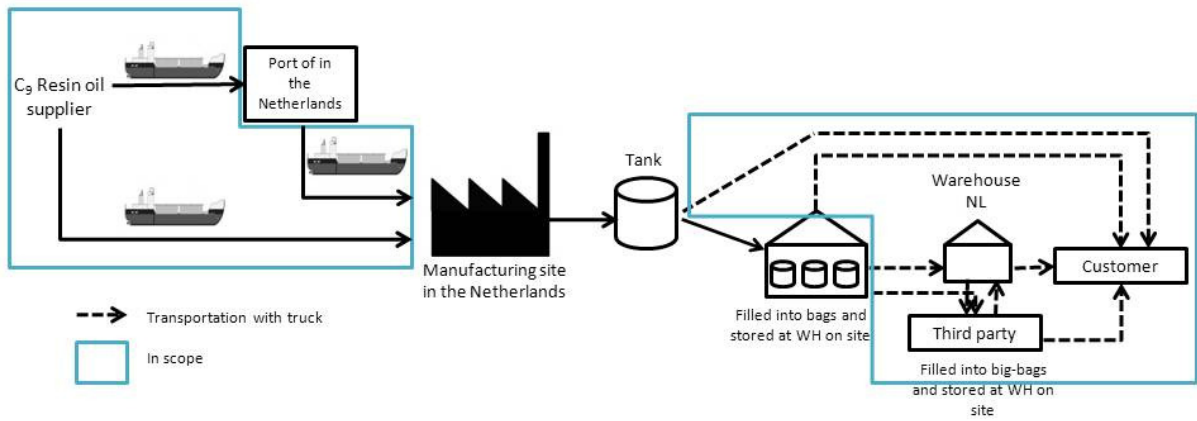 C₉ Resin oil
supplier
Port of in
the
Netherlands
Manufacturing site
in the Netherlands
Tank
Filled into bags and
stored at WH on site
Warehouse
NL
Customer
Third party
Filled into big-bags
and stored at WH on
site
Transportation with truck
In scope